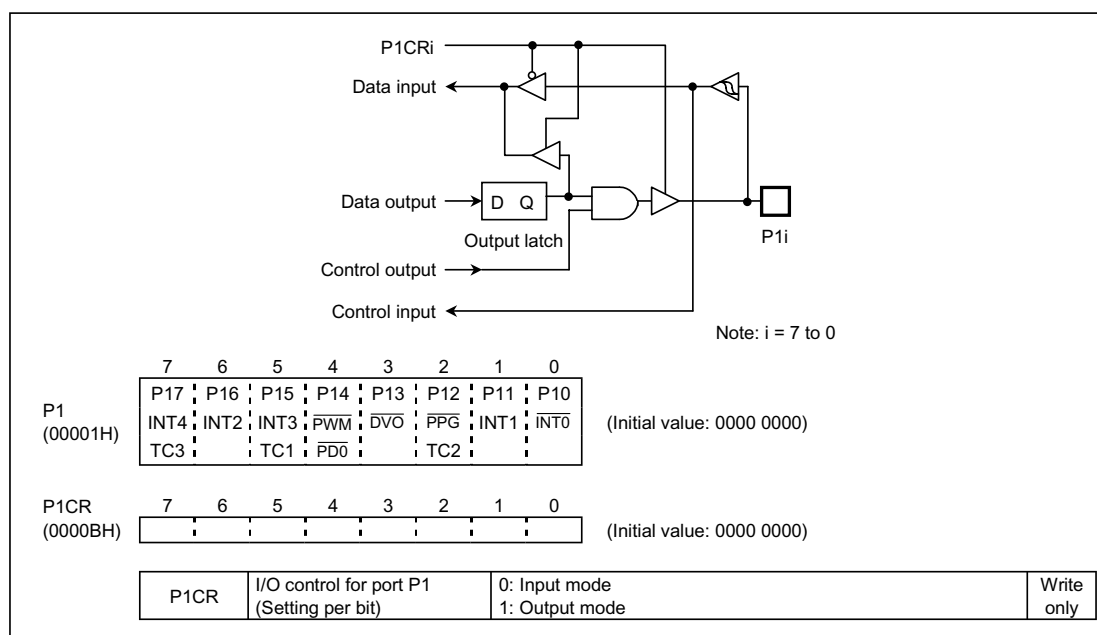 P1CRi
Data input
Data output
D Q
Output latch
P1i
Control output
Control input
Note: i = 7 to 0
7 6 5 4 3 2 1 0
P1
(00001H)
P17 P16 P15 P14 P13 P12 P11 P10
INT4 INT2 INT3 PWM DVO PPG INT1 INT0
TC3 TC1 PD0 TC2
(Initial value: 0000 0000)
P1CR
(0000BH)
7 6 5 4 3 2 1 0
(Initial value: 0000 0000)
P1CR
I/O control for port P1
(Setting per bit)
0: Input mode
1: Output mode
Write
only